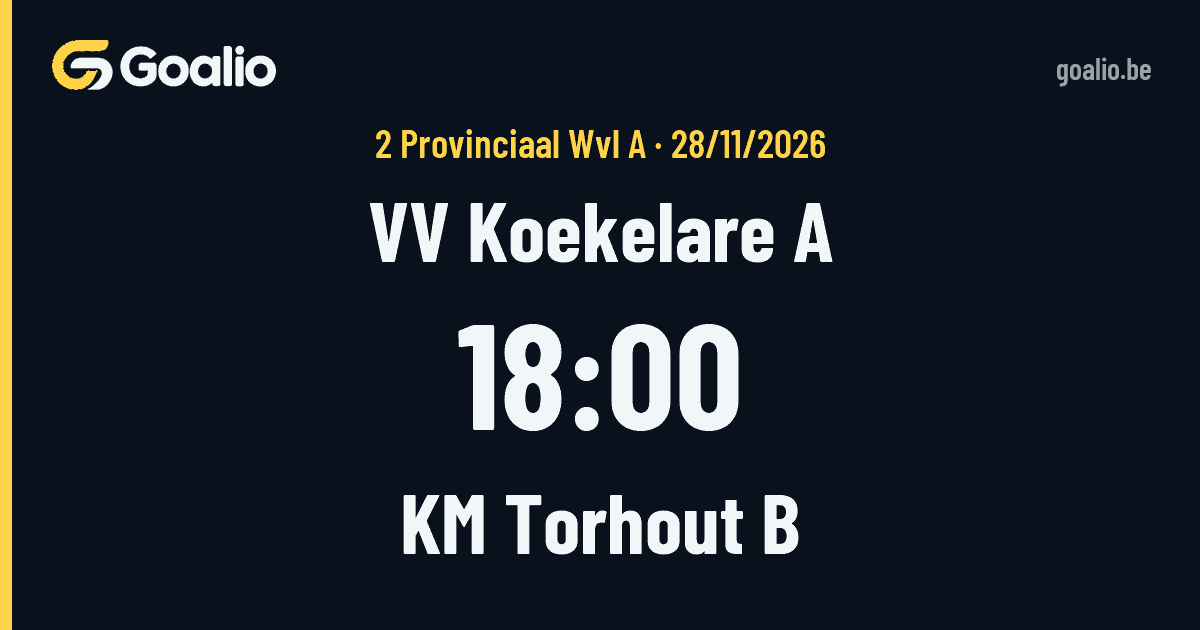 Goalio
goalio.be
2 Provinciaal Wvl A · 28/11/2026
VV Koekelare A
18:00
KM Torhout B